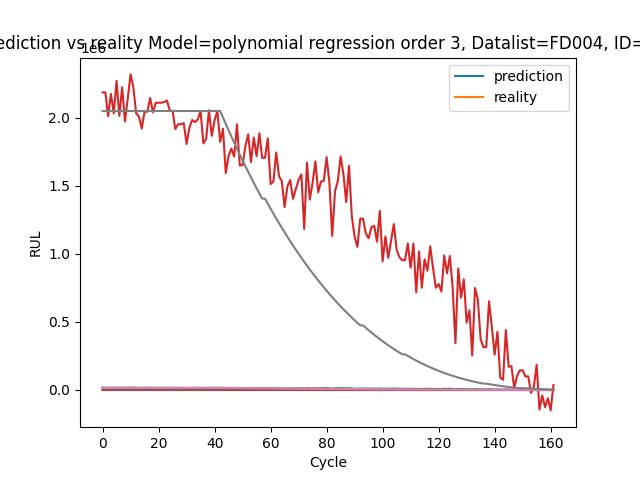 ediction vs reality Model=polynomial regression order 3, Datalist=FD004, ID=
1e6
prediction
reality
2.0
1.5
1.0
0.5
0.0
RUL
0 20 40 60 80 100 120 140 160
Cycle